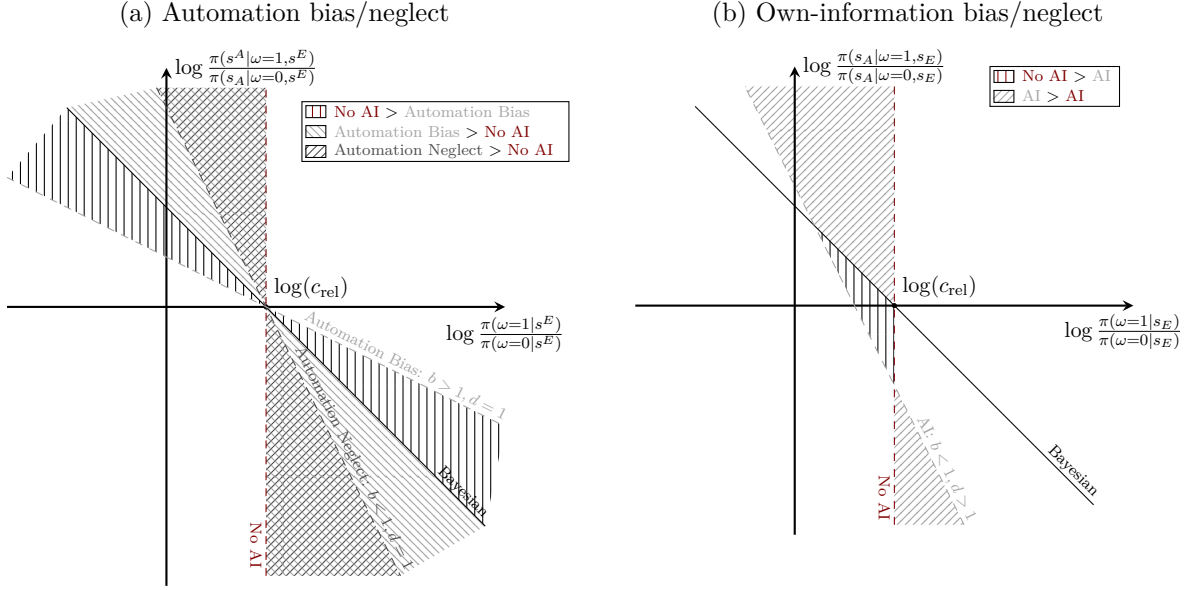 (a) Automation bias/neglect
log π(s^A|ω=1,s^E) / π(s_A|ω=0,s^E)
No AI > Automation Bias
Automation Bias > No AI
Automation Neglect > No AI
log(c_rel)
log π(ω=1|s^E) / π(ω=0|s^E)
Automation Bias: b > 1, d = 1
Automation Neglect: b < 1, d = 1
Bayesian
No AI
(b) Own-information bias/neglect
log π(s_A|ω=1,s_E) / π(s_A|ω=0,s_E)
No AI > AI
AI > AI
log(c_rel)
log π(ω=1|s_E) / π(ω=0|s_E)
AI: b < 1, d > 1
Bayesian
No AI